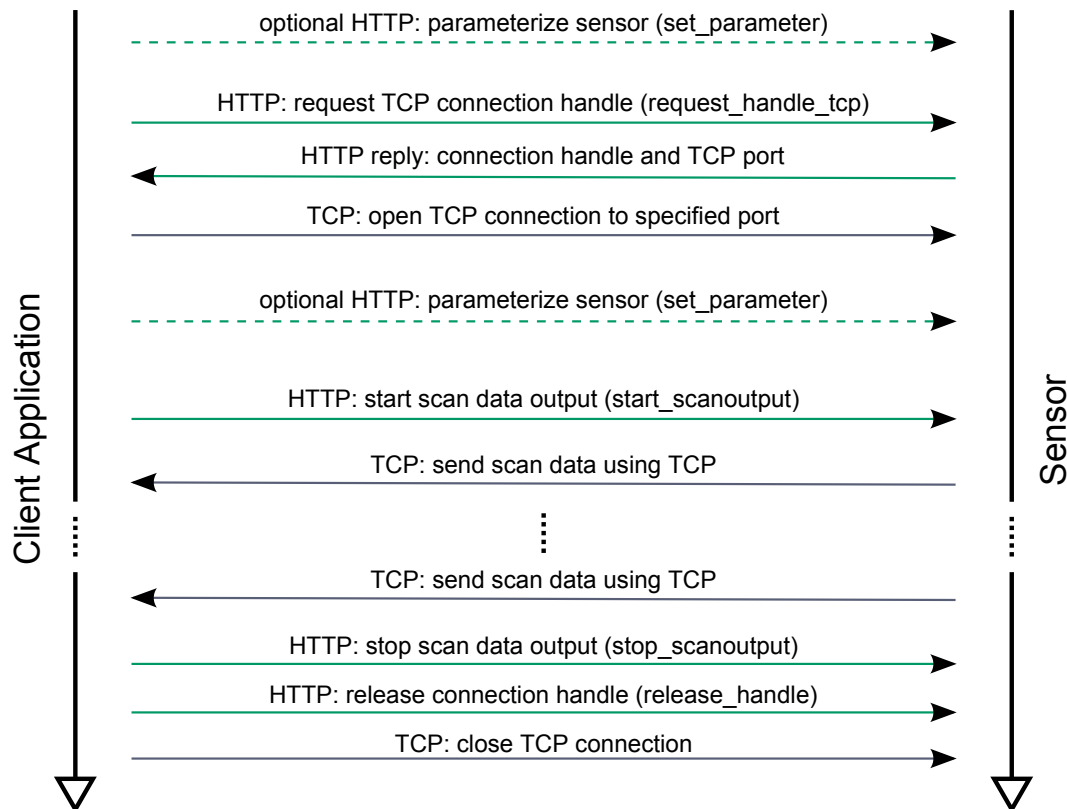 optional HTTP: parameterize sensor (set_parameter)
HTTP: request TCP connection handle (request_handle_tcp)
HTTP reply: connection handle and TCP port
TCP: open TCP connection to specified port
optional HTTP: parameterize sensor (set_parameter)
HTTP: start scan data output (start_scanoutput)
TCP: send scan data using TCP
TCP: send scan data using TCP
HTTP: stop scan data output (stop_scanoutput)
HTTP: release connection handle (release_handle)
TCP: close TCP connection
Client Application
Sensor